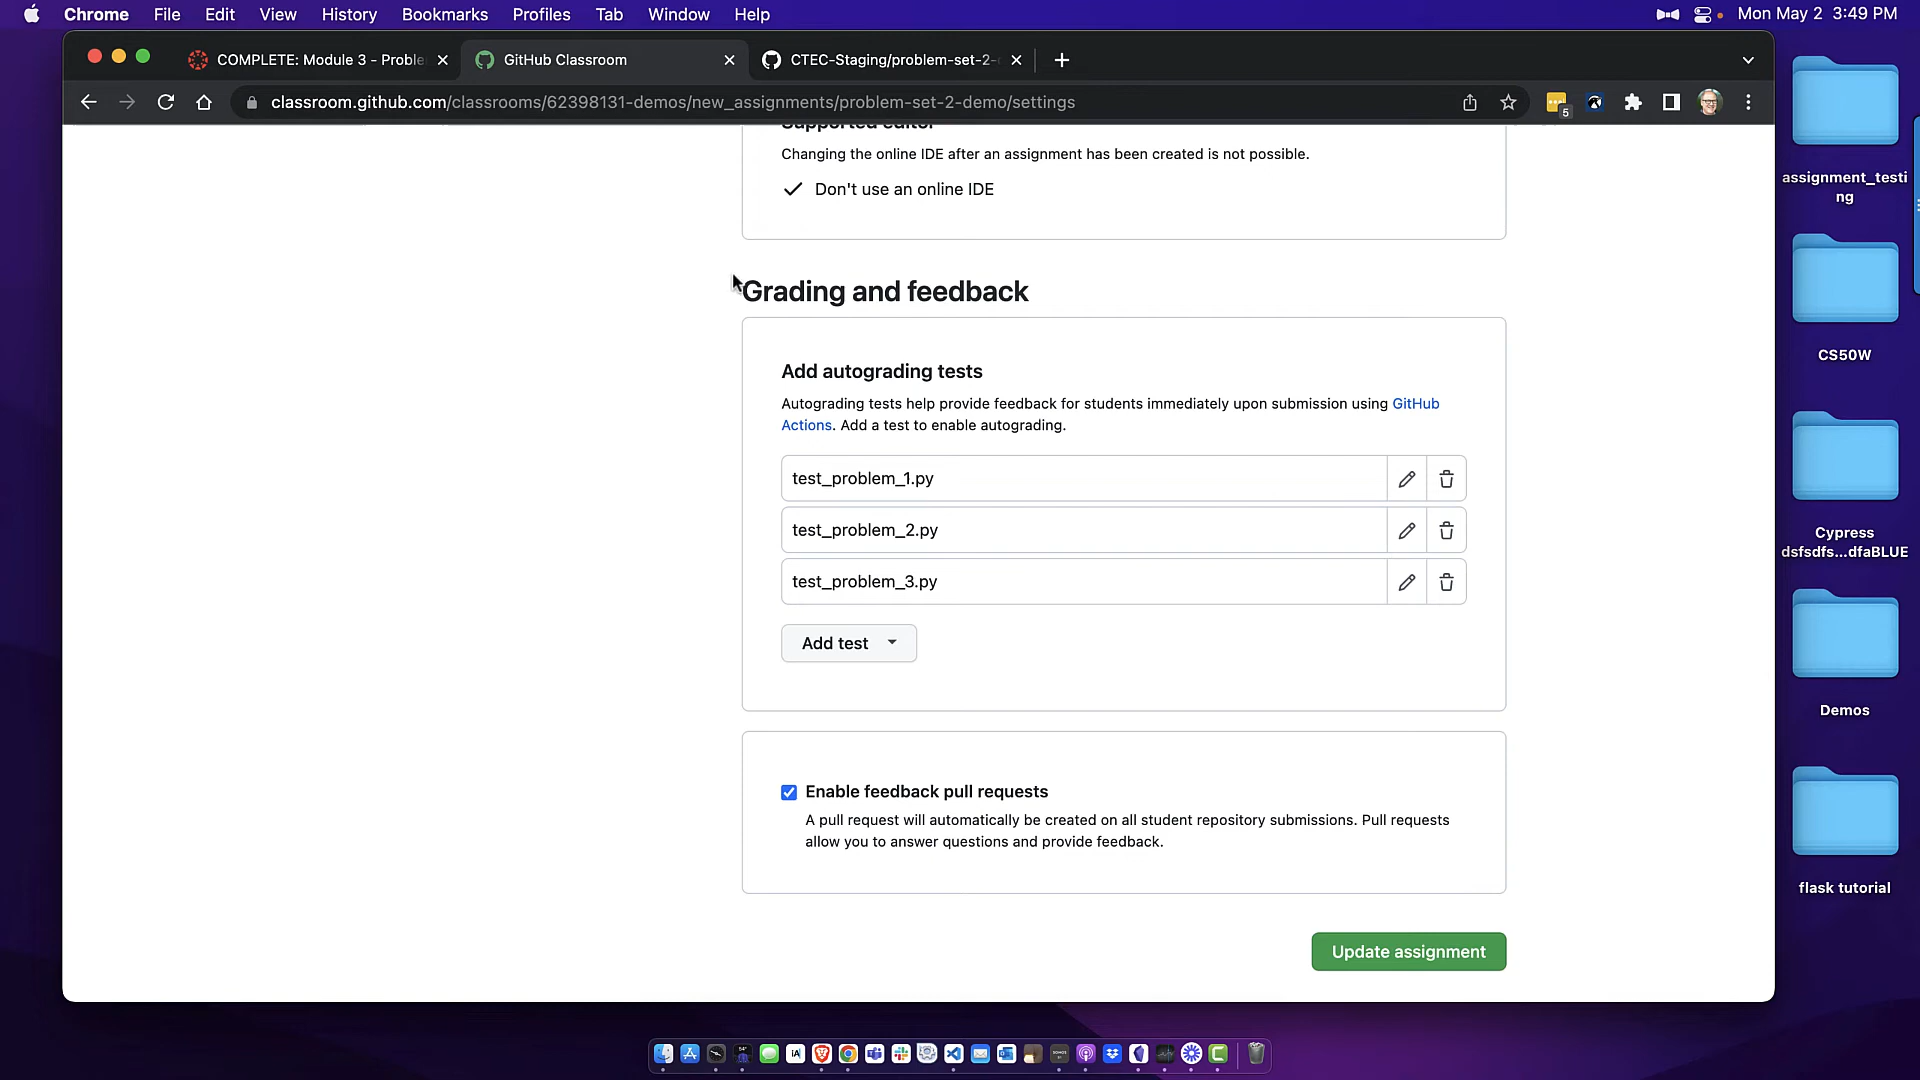 Chrome File Edit View History Bookmarks Profiles Tab Window Help Mon May 2 3:49 PM
COMPLETE: Module 3 - Proble GitHub Classroom CTEC-Staging/problem-set-2-
classroom.github.com/classrooms/62398131-demos/new_assignments/problem-set-2-demo/settings
5
Supported editor
Changing the online IDE after an assignment has been created is not possible.
Don't use an online IDE
Grading and feedback
Add autograding tests
Autograding tests help provide feedback for students immediately upon submission using GitHub
Actions. Add a test to enable autograding.
test_problem_1.py
test_problem_2.py
test_problem_3.py
Add test
Enable feedback pull requests
A pull request will automatically be created on all student repository submissions. Pull requests
allow you to answer questions and provide feedback.
Update assignment
assignment_testi
ng
CS50W
Cypress
dsfsdfs...dfaBLUE
Demos
flask tutorial